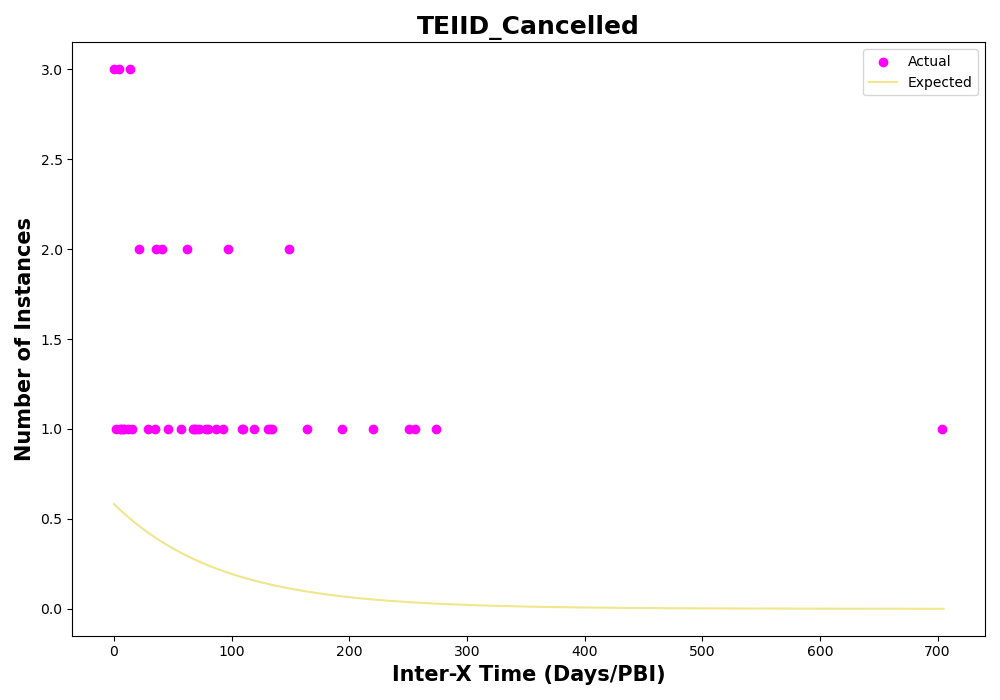 TEIID_Cancelled
Actual
Expected
Number of Instances
3.0
2.5
2.0
1.5
1.0
0.5
0.0
0 100 200 300 400 500 600 700
Inter-X Time (Days/PBI)